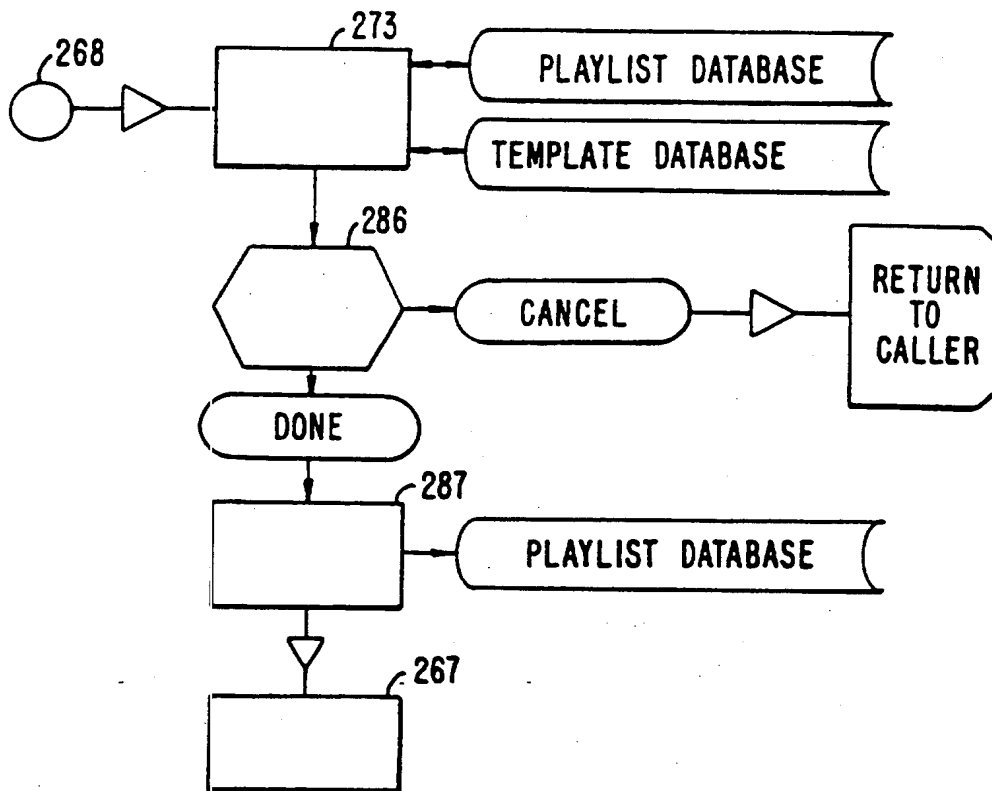 268
273
PLAYLIST DATABASE
TEMPLATE DATABASE
286
CANCEL
RETURN
TO
CALLER
DONE
287
PLAYLIST DATABASE
267